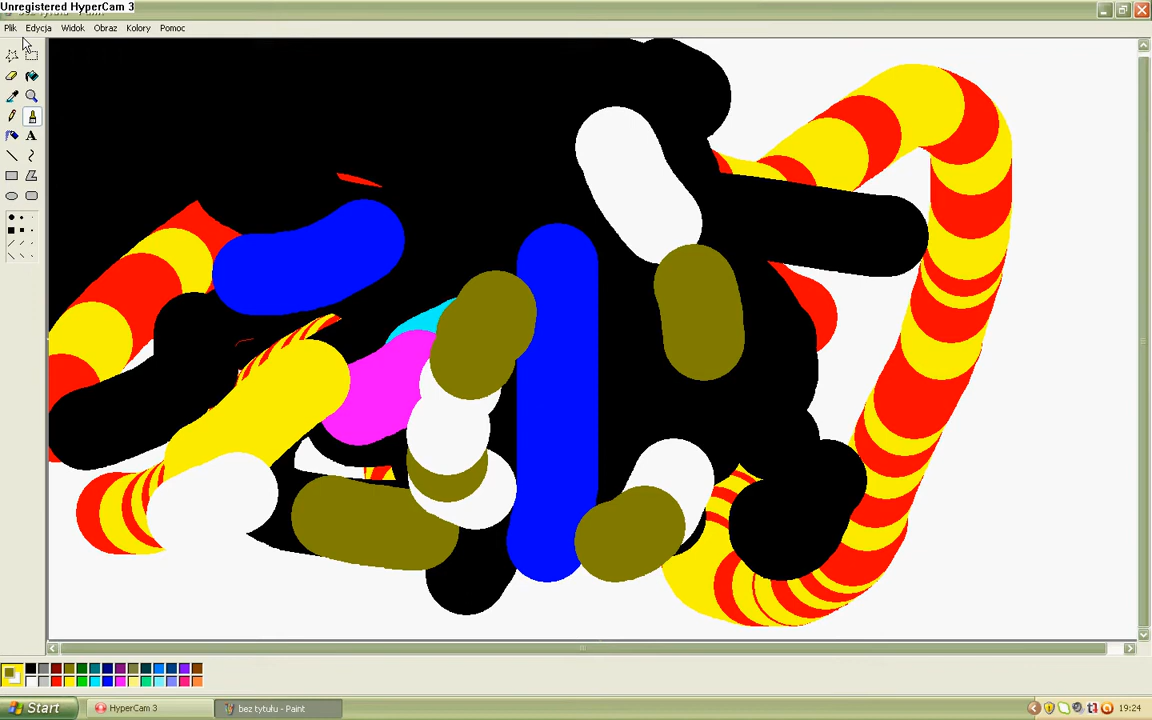 Unregistered HyperCam 3
Plik Edycja Widok Obraz Kolory Pomoc
A
Start
HyperCam 3
bez tytułu - Paint
19:24